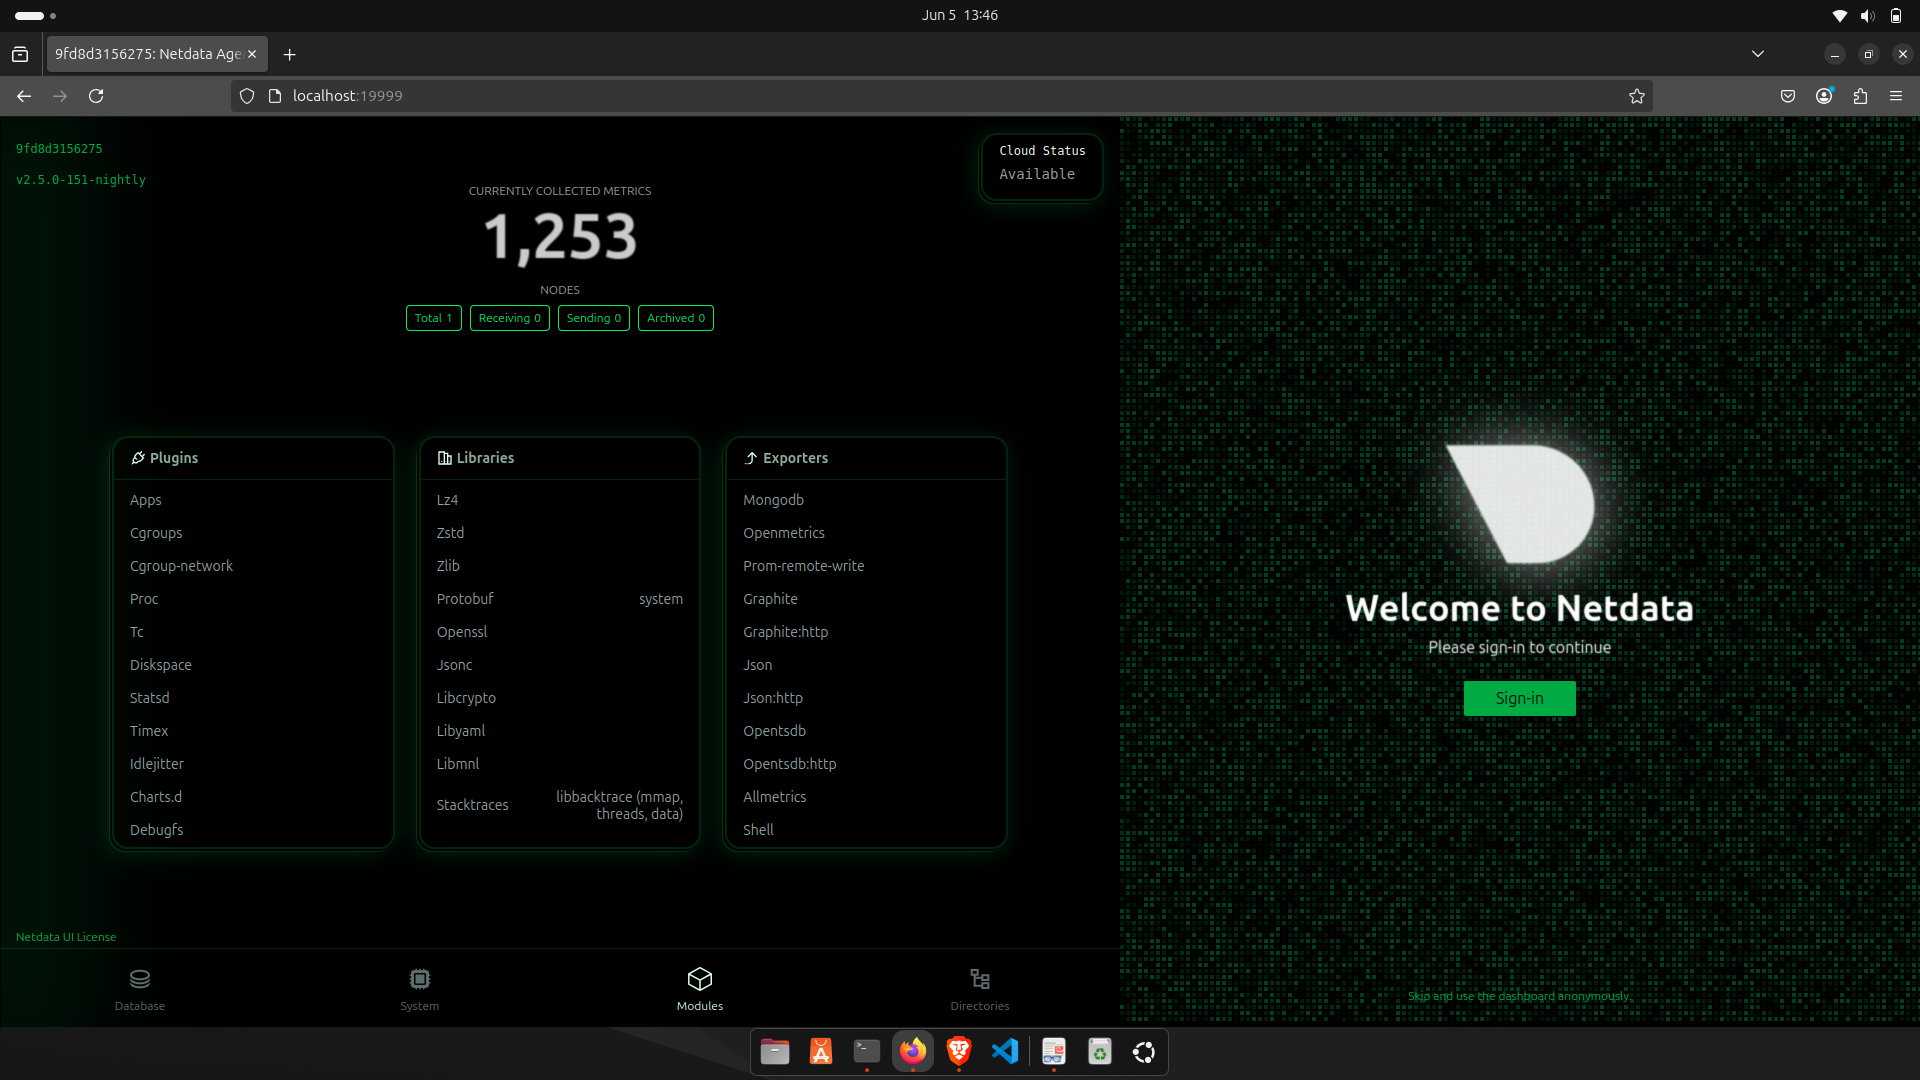 Jun 5 13:46
9fd8d3156275: Netdata Age
localhost:19999
9fd8d3156275
v2.5.0-151-nightly
CURRENTLY COLLECTED METRICS
1,253
NODES
Total 1
Receiving 0
Sending 0
Archived 0
Cloud Status
Available
Plugins
Apps
Cgroups
Cgroup-network
Proc
Tc
Diskspace
Statsd
Timex
Idlejitter
Charts.d
Debugfs
Libraries
Lz4
Zstd
Zlib
Protobuf system
Openssl
Jsonc
Libcrypto
Libyaml
Libmnl
Stacktraces libbacktrace (mmap,
threads, data)
Exporters
Mongodb
Openmetrics
Prom-remote-write
Graphite
Graphite:http
Json
Json:http
Opentsdb
Opentsdb:http
Allmetrics
Shell
Netdata UI License
Database
System
Modules
Directories
Welcome to Netdata
Please sign-in to continue
Sign-in
Skip and use the dashboard anonymously.